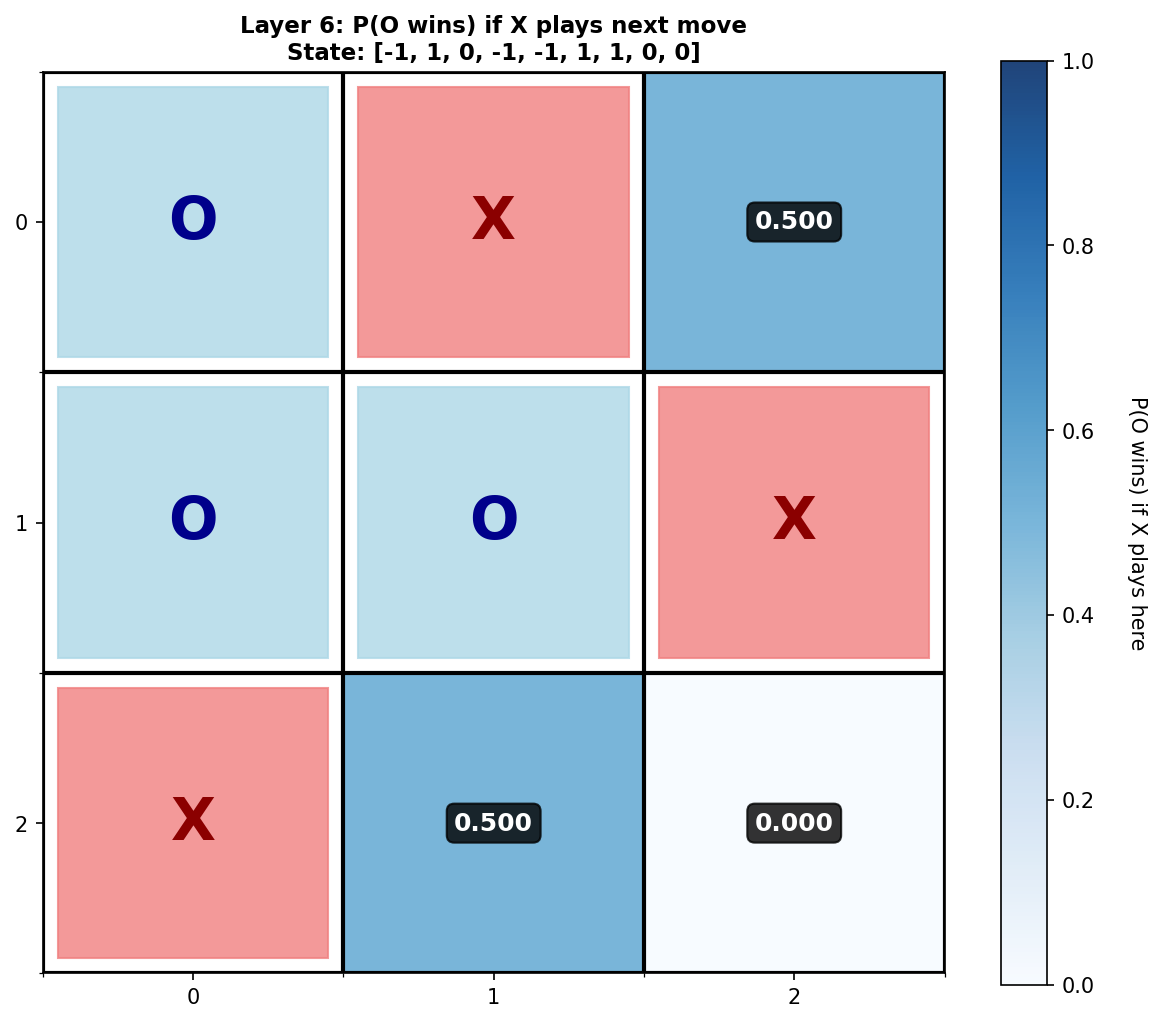 Layer 6: P(O wins) if X plays next move
State: [-1, 1, 0, -1, -1, 1, 1, 0, 0]
0
O
X
0.500
1
O
O
X
2
X
0.500
0.000
0
1
2
1.0
0.8
0.6
0.4
0.2
0.0
P(O wins) if X plays here